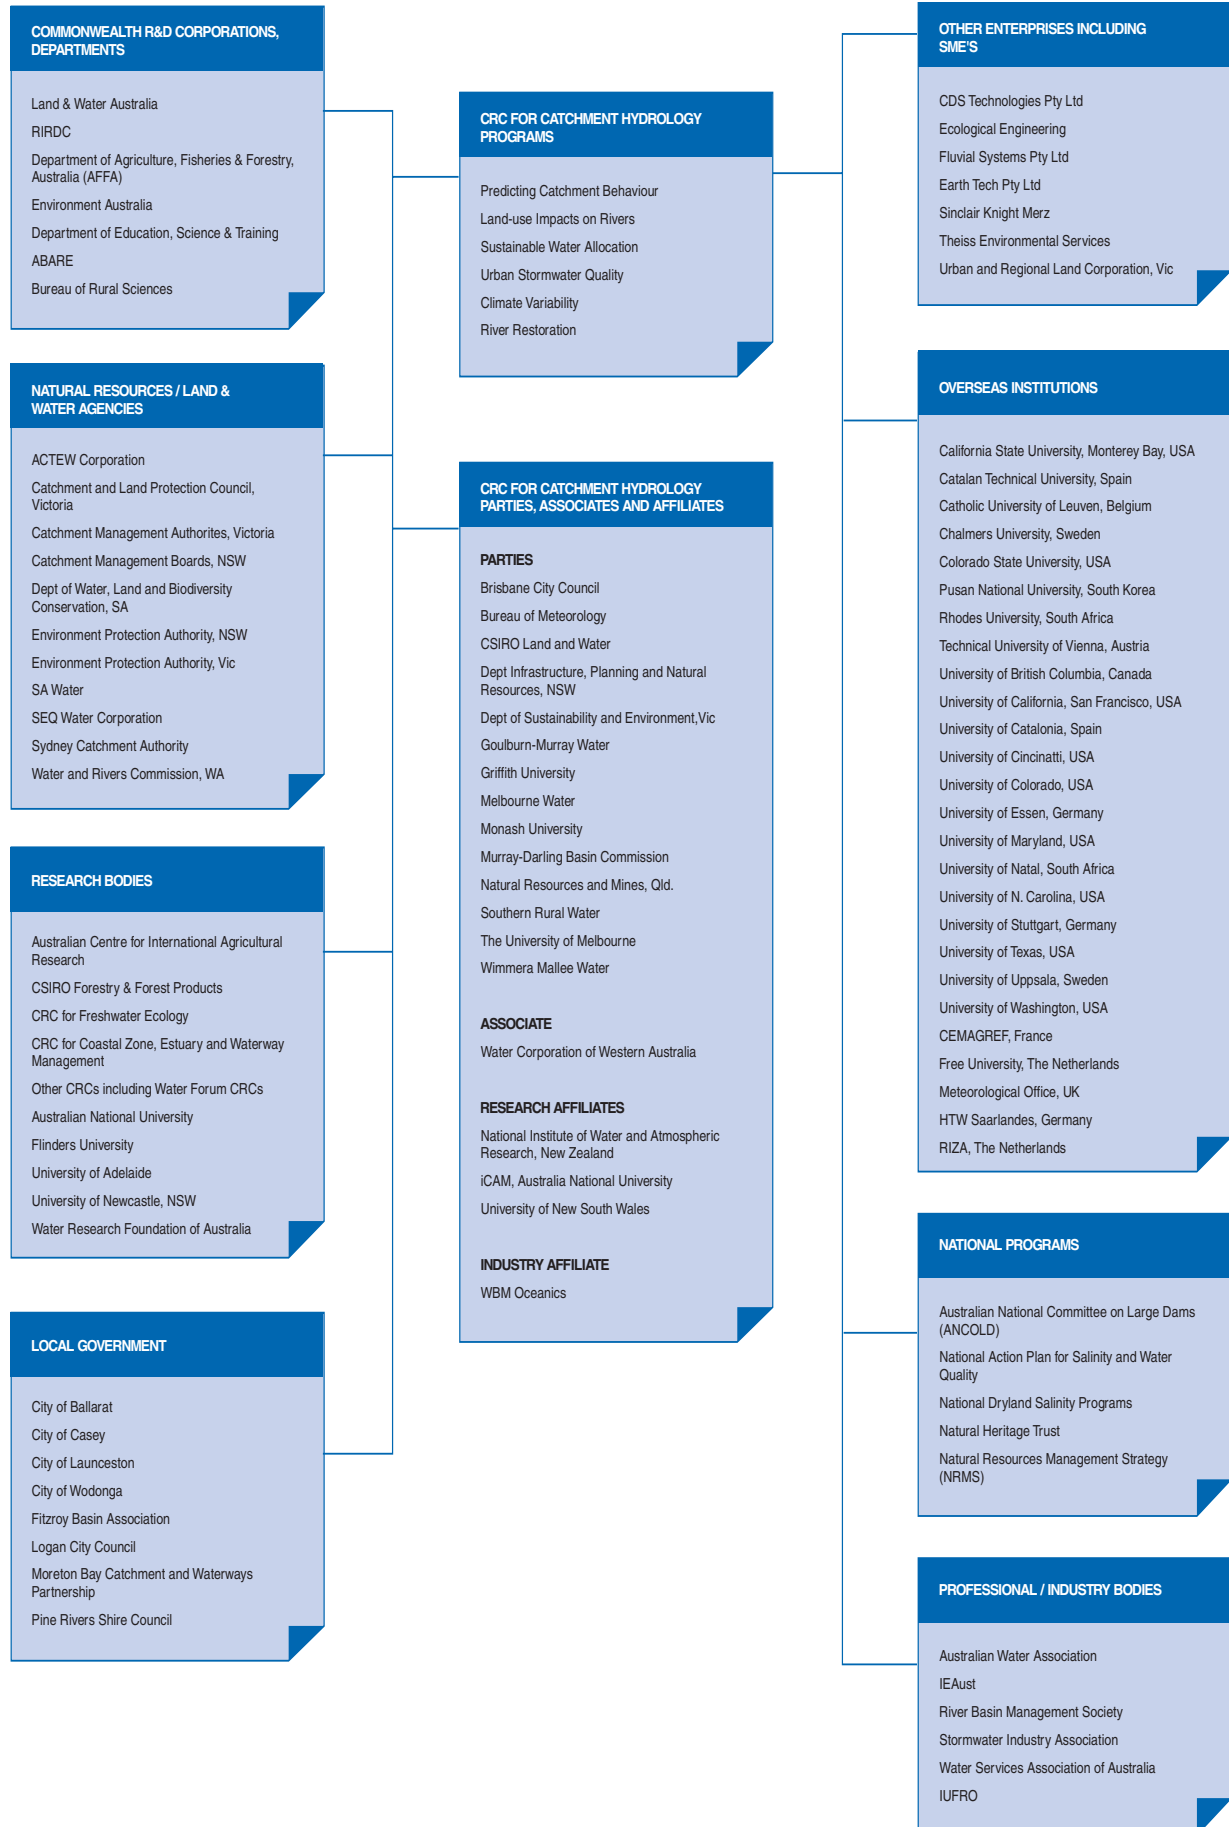 COMMONWEALTH R&D CORPORATIONS,
DEPARTMENTS
Land & Water Australia
RIRDC
Department of Agriculture, Fisheries & Forestry,
Australia (AFFA)
Environment Australia
Department of Education, Science & Training
ABARE
Bureau of Rural Sciences
NATURAL RESOURCES / LAND &
WATER AGENCIES
ACTEW Corporation
Catchment and Land Protection Council,
Victoria
Catchment Management Authorites, Victoria
Catchment Management Boards, NSW
Dept of Water, Land and Biodiversity
Conservation, SA
Environment Protection Authority, NSW
Environment Protection Authority, Vic
SA Water
SEQ Water Corporation
Sydney Catchment Authority
Water and Rivers Commission, WA
RESEARCH BODIES
Australian Centre for International Agricultural
Research
CSIRO Forestry & Forest Products
CRC for Freshwater Ecology
CRC for Coastal Zone, Estuary and Waterway
Management
Other CRCs including Water Forum CRCs
Australian National University
Flinders University
University of Adelaide
University of Newcastle, NSW
Water Research Foundation of Australia
LOCAL GOVERNMENT
City of Ballarat
City of Casey
City of Launceston
City of Wodonga
Fitzroy Basin Association
Logan City Council
Moreton Bay Catchment and Waterways
Partnership
Pine Rivers Shire Council
CRC FOR CATCHMENT HYDROLOGY
PROGRAMS
Predicting Catchment Behaviour
Land-use Impacts on Rivers
Sustainable Water Allocation
Urban Stormwater Quality
Climate Variability
River Restoration
CRC FOR CATCHMENT HYDROLOGY
PARTIES, ASSOCIATES AND AFFILIATES
PARTIES
Brisbane City Council
Bureau of Meteorology
CSIRO Land and Water
Dept Infrastructure, Planning and Natural
Resources, NSW
Dept of Sustainability and Environment,Vic
Goulburn-Murray Water
Griffith University
Melbourne Water
Monash University
Murray-Darling Basin Commission
Natural Resources and Mines, Qld.
Southern Rural Water
The University of Melbourne
Wimmera Mallee Water
ASSOCIATE
Water Corporation of Western Australia
RESEARCH AFFILIATES
National Institute of Water and Atmospheric
Research, New Zealand
iCAM, Australia National University
University of New South Wales
INDUSTRY AFFILIATE
WBM Oceanics
OTHER ENTERPRISES INCLUDING
SME'S
CDS Technologies Pty Ltd
Ecological Engineering
Fluvial Systems Pty Ltd
Earth Tech Pty Ltd
Sinclair Knight Merz
Theiss Environmental Services
Urban and Regional Land Corporation, Vic
OVERSEAS INSTITUTIONS
California State University, Monterey Bay, USA
Catalan Technical University, Spain
Catholic University of Leuven, Belgium
Chalmers University, Sweden
Colorado State University, USA
Pusan National University, South Korea
Rhodes University, South Africa
Technical University of Vienna, Austria
University of British Columbia, Canada
University of California, San Francisco, USA
University of Catalonia, Spain
University of Cincinatti, USA
University of Colorado, USA
University of Essen, Germany
University of Maryland, USA
University of Natal, South Africa
University of N. Carolina, USA
University of Stuttgart, Germany
University of Texas, USA
University of Uppsala, Sweden
University of Washington, USA
CEMAGREF, France
Free University, The Netherlands
Meteorological Office, UK
HTW Saarlandes, Germany
RIZA, The Netherlands
NATIONAL PROGRAMS
Australian National Committee on Large Dams
(ANCOLD)
National Action Plan for Salinity and Water
Quality
National Dryland Salinity Programs
Natural Heritage Trust
Natural Resources Management Strategy
(NRMS)
PROFESSIONAL / INDUSTRY BODIES
Australian Water Association
IEAust
River Basin Management Society
Stormwater Industry Association
Water Services Association of Australia
IUFRO